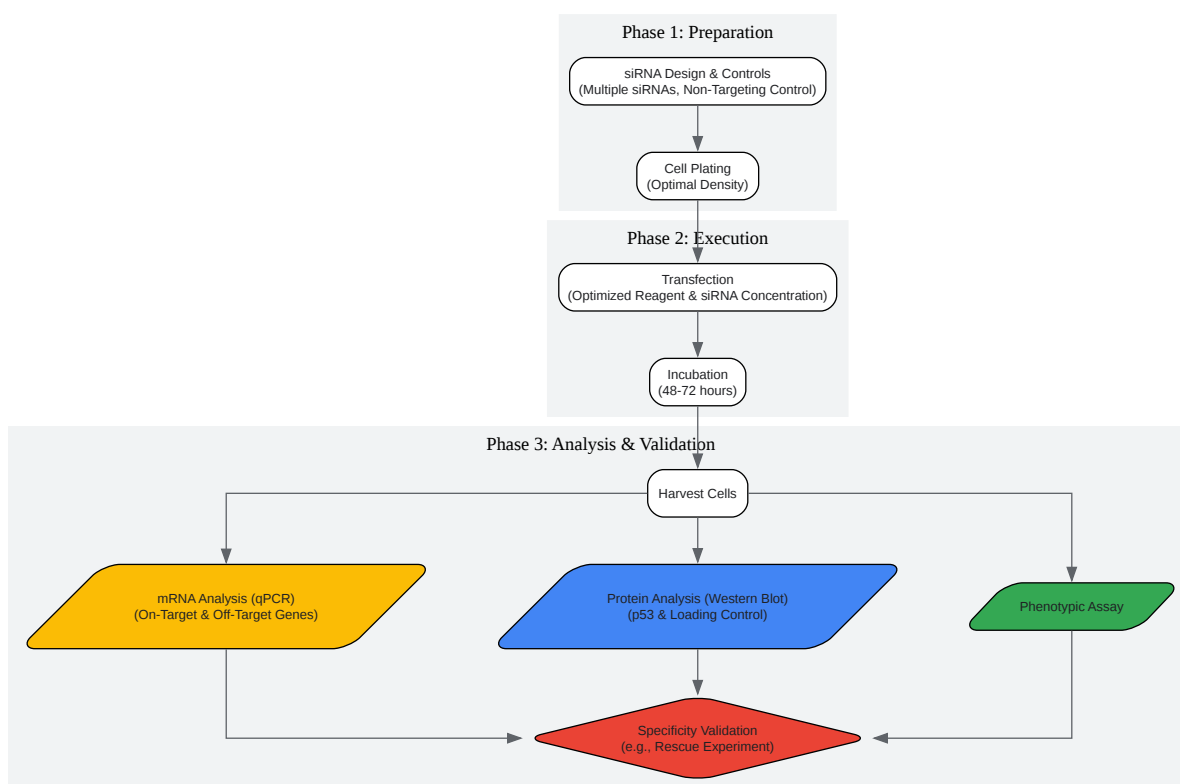 Phase 1: Preparation
siRNA Design & Controls
(Multiple siRNAs, Non-Targeting Control)
Cell Plating
(Optimal Density)
Phase 2: Execution
Transfection
(Optimized Reagent & siRNA Concentration)
Incubation
(48-72 hours)
Phase 3: Analysis & Validation
Harvest Cells
mRNA Analysis (qPCR)
(On-Target & Off-Target Genes)
Protein Analysis (Western Blot)
(p53 & Loading Control)
Phenotypic Assay
Specificity Validation
(e.g., Rescue Experiment)